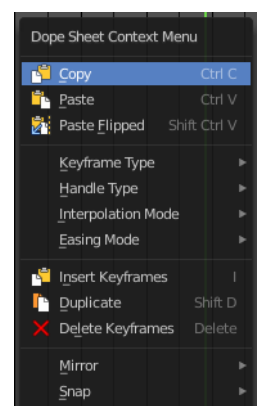 Dope Sheet Context Menu
Copy Ctrl C
Paste Ctrl V
Paste Flipped Shift Ctrl V
Keyframe Type
Handle Type
Interpolation Mode
Easing Mode
Insert Keyframes I
Duplicate Shift D
Delete Keyframes Delete
Mirror
Snap